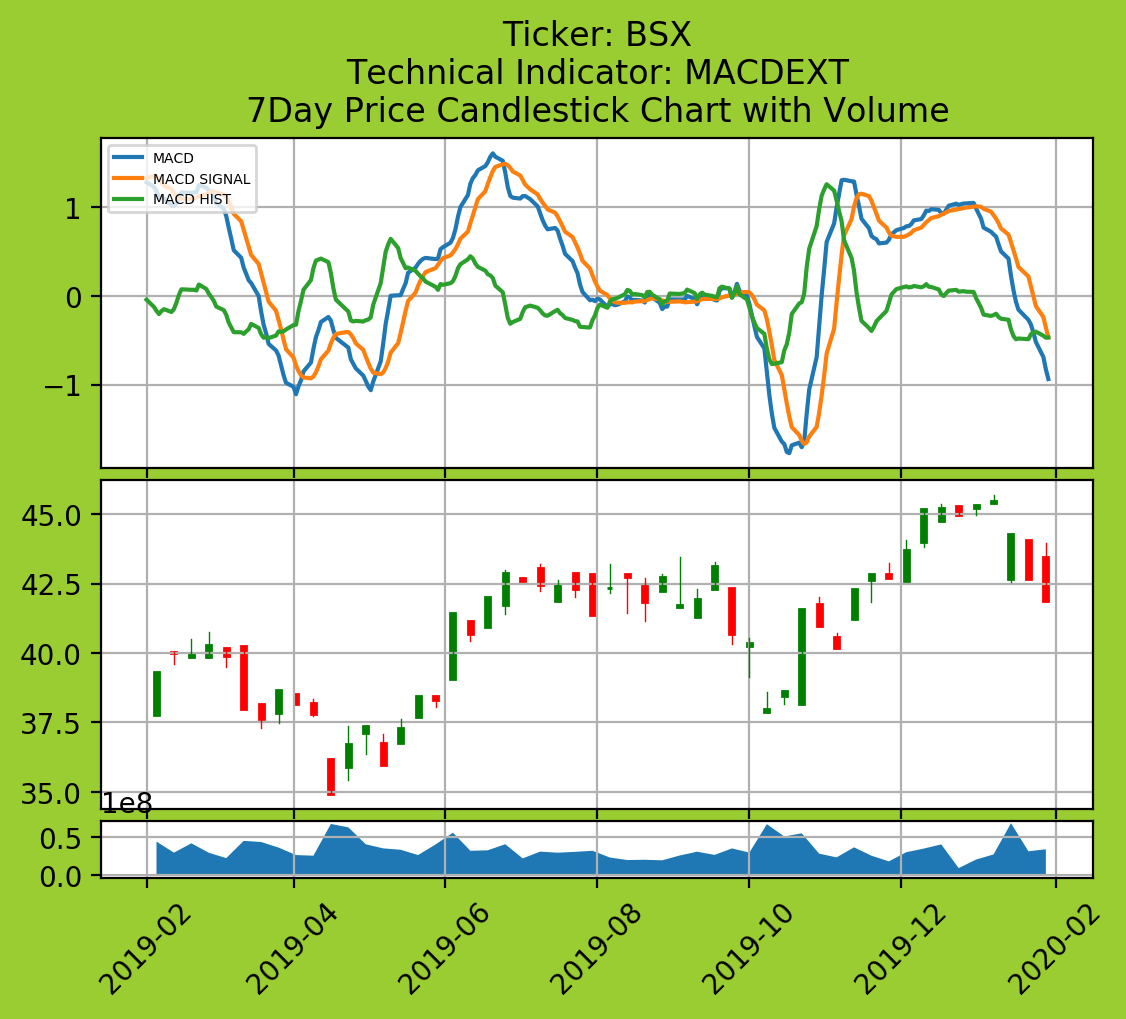 Ticker: BSX
Technical Indicator: MACDEXT
7Day Price Candlestick Chart with Volume
MACD
MACD SIGNAL
MACD HIST
1
0
−1
45.0
42.5
40.0
37.5
35.0
1e8
0.5
0.0
2019-02
2019-04
2019-06
2019-08
2019-10
2019-12
2020-02